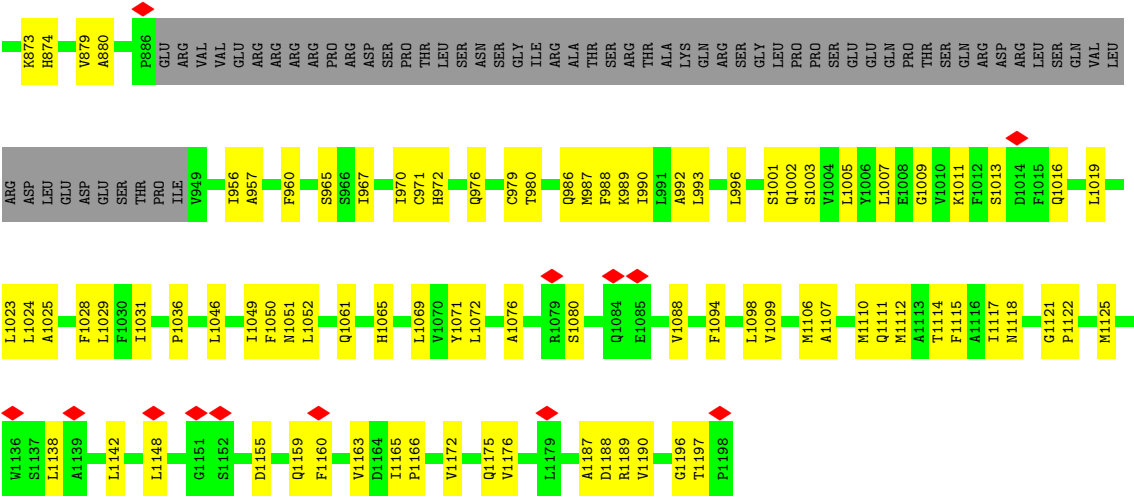 K873 H874 V879 A880 P886 GLU ARG VAL VAL GLU ARG ARG ARG ARG PRO ARG ASP SER PRO THR LEU SER ASN SER GLY ILE ARG ALA THR SER ARG THR ALA LYS GLN ARG SER GLY LEU PRO PRO SER GLU GLU GLN PRO THR SER GLN ARG ASP ARG LEU SER GLN VAL LEU
ARG ASP LEU GLU ASP GLU SER THR PRO ILE V949 I956 A957 F960 S965 S966 I967 I970 C971 H972 Q976 C979 T980 Q986 M987 F988 K989 I990 L991 A992 L993 L996 S1001 Q1002 S1003 V1004 L1005 Y1006 L1007 E1008 G1009 V1010 K1011 F1012 S1013 D1014 F1015 Q1016 L1019
L1023 L1024 A1025 F1028 L1029 F1030 I1031 P1036 L1046 I1049 F1050 N1051 L1052 Q1061 H1065 L1069 V1070 Y1071 L1072 A1076 R1079 S1080 Q1084 E1085 V1088 F1094 L1098 V1099 M1106 A1107 M1110 Q1111 M1112 A1113 T1114 F1115 A1116 I1117 N1118 G1121 P1122 M1125
W1136 S1137 L1138 A1139 L1142 L1148 G1151 S1152 D1155 Q1159 F1160 V1163 D1164 I1165 P1166 V1172 Q1175 V1176 L1179 A1187 D1188 R1189 V1190 G1196 T1197 P1198